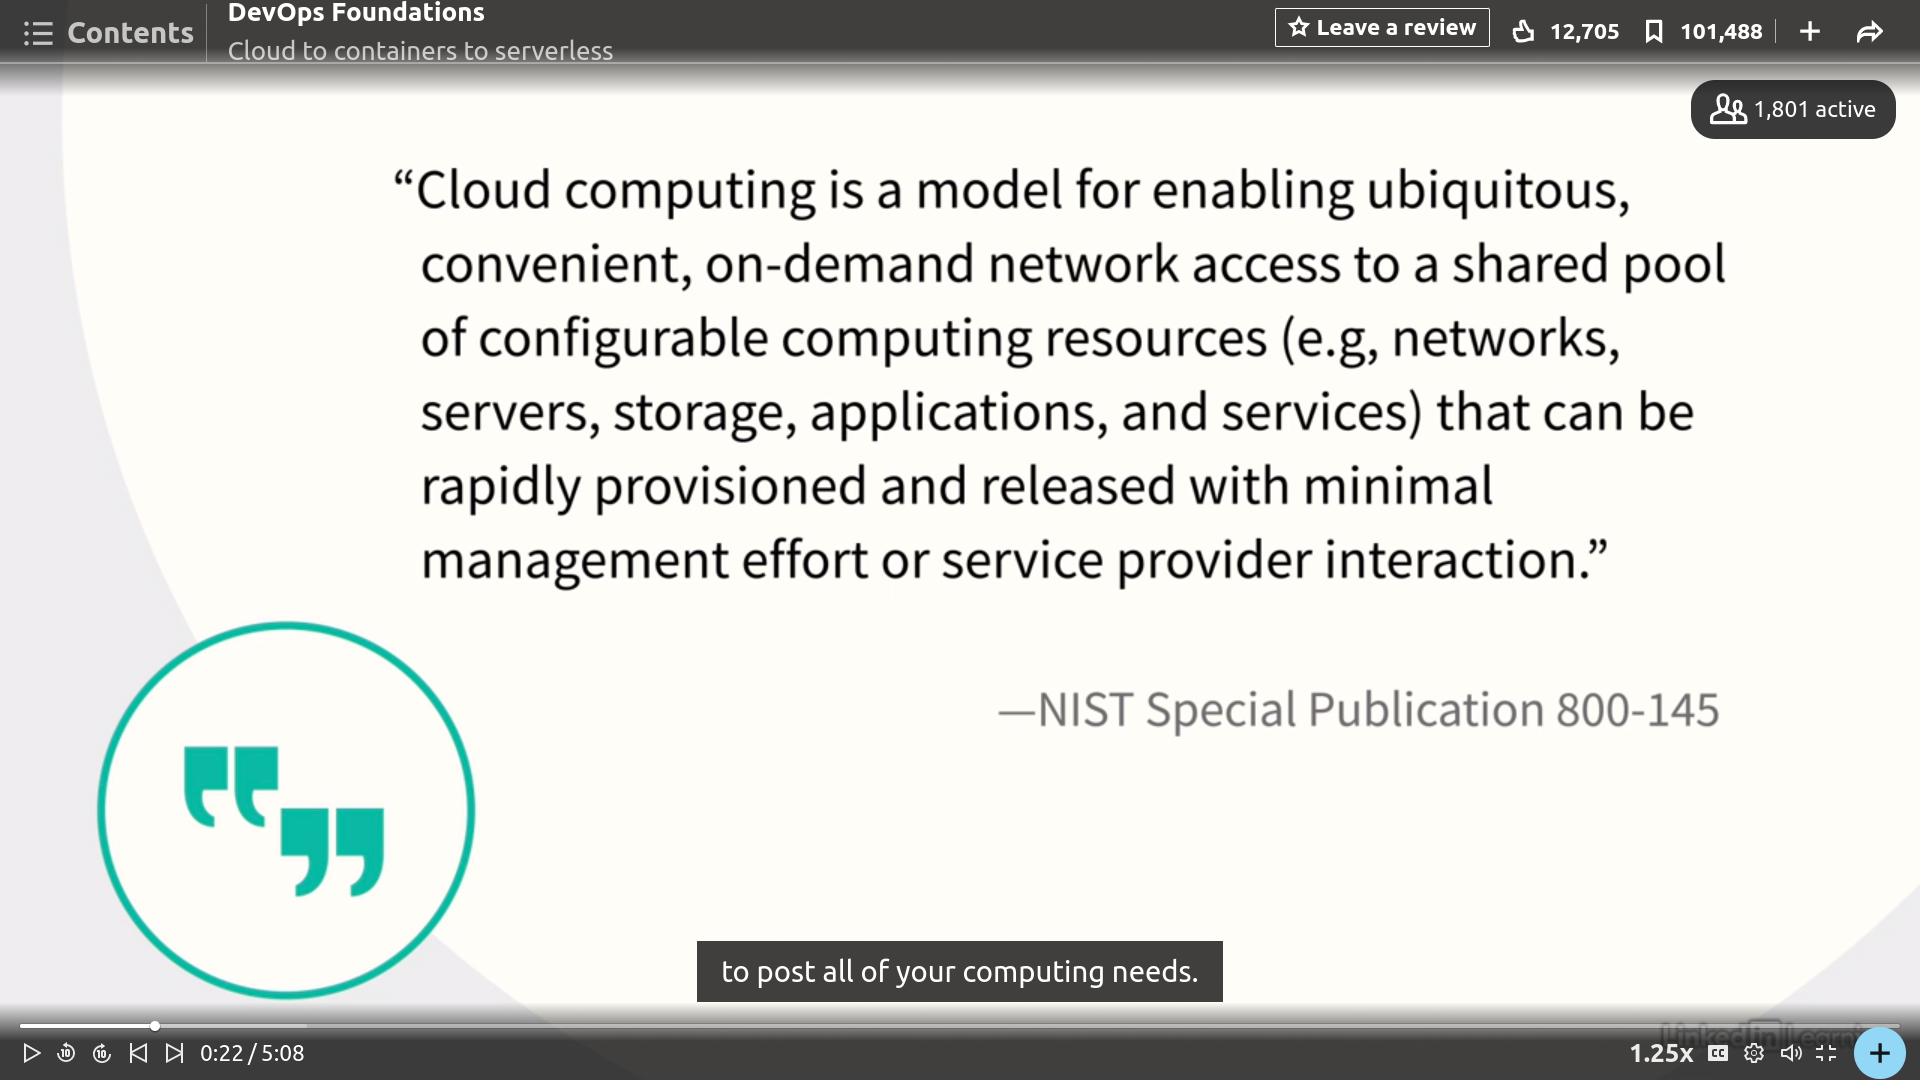 Contents
DevOps Foundations
Cloud to containers to serverless
Leave a review
12,705
101,488
1,801 active
“Cloud computing is a model for enabling ubiquitous,
convenient, on-demand network access to a shared pool
of configurable computing resources (e.g, networks,
servers, storage, applications, and services) that can be
rapidly provisioned and released with minimal
management effort or service provider interaction.”
—NIST Special Publication 800-145
to post all of your computing needs.
10
10
0:22 / 5:08
1.25x
CC